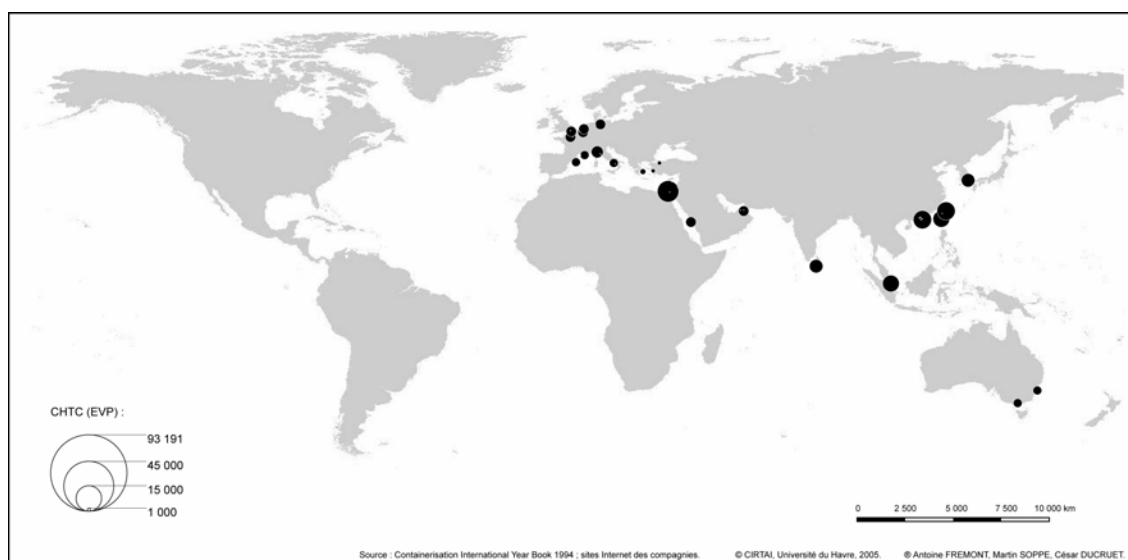 CHTC (EVP) :
93 191
45 000
15 000
1 000
0 2 500 5 000 7 500 10 000 km
Source : Containerisation International Year Book 1994 ; sites Internet des compagnies. © CIRTAI, Université du Havre, 2005. ® Antoine FREMONT, Martin SOPPE, César DUCRUET.